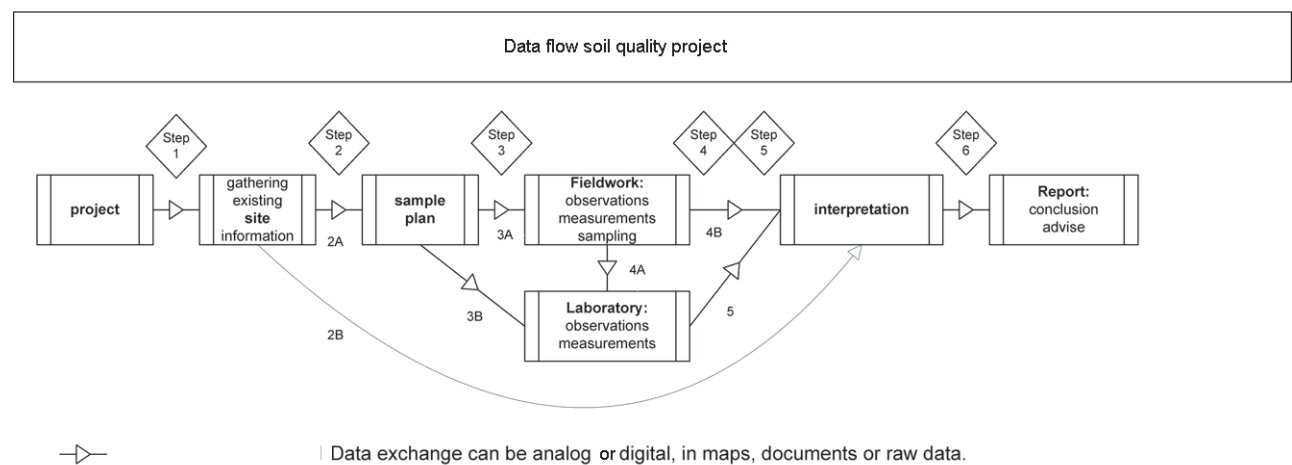 Data flow soil quality project
Step
1
Step
2
Step
3
Step
4
Step
5
Step
6
project
gathering
existing
site
information
sample
plan
Fieldwork:
observations
measurements
sampling
interpretation
Report:
conclusion
advise
2A
3A
4B
4A
3B
Laboratory:
observations
measurements
5
2B
Data exchange can be analog or digital, in maps, documents or raw data.